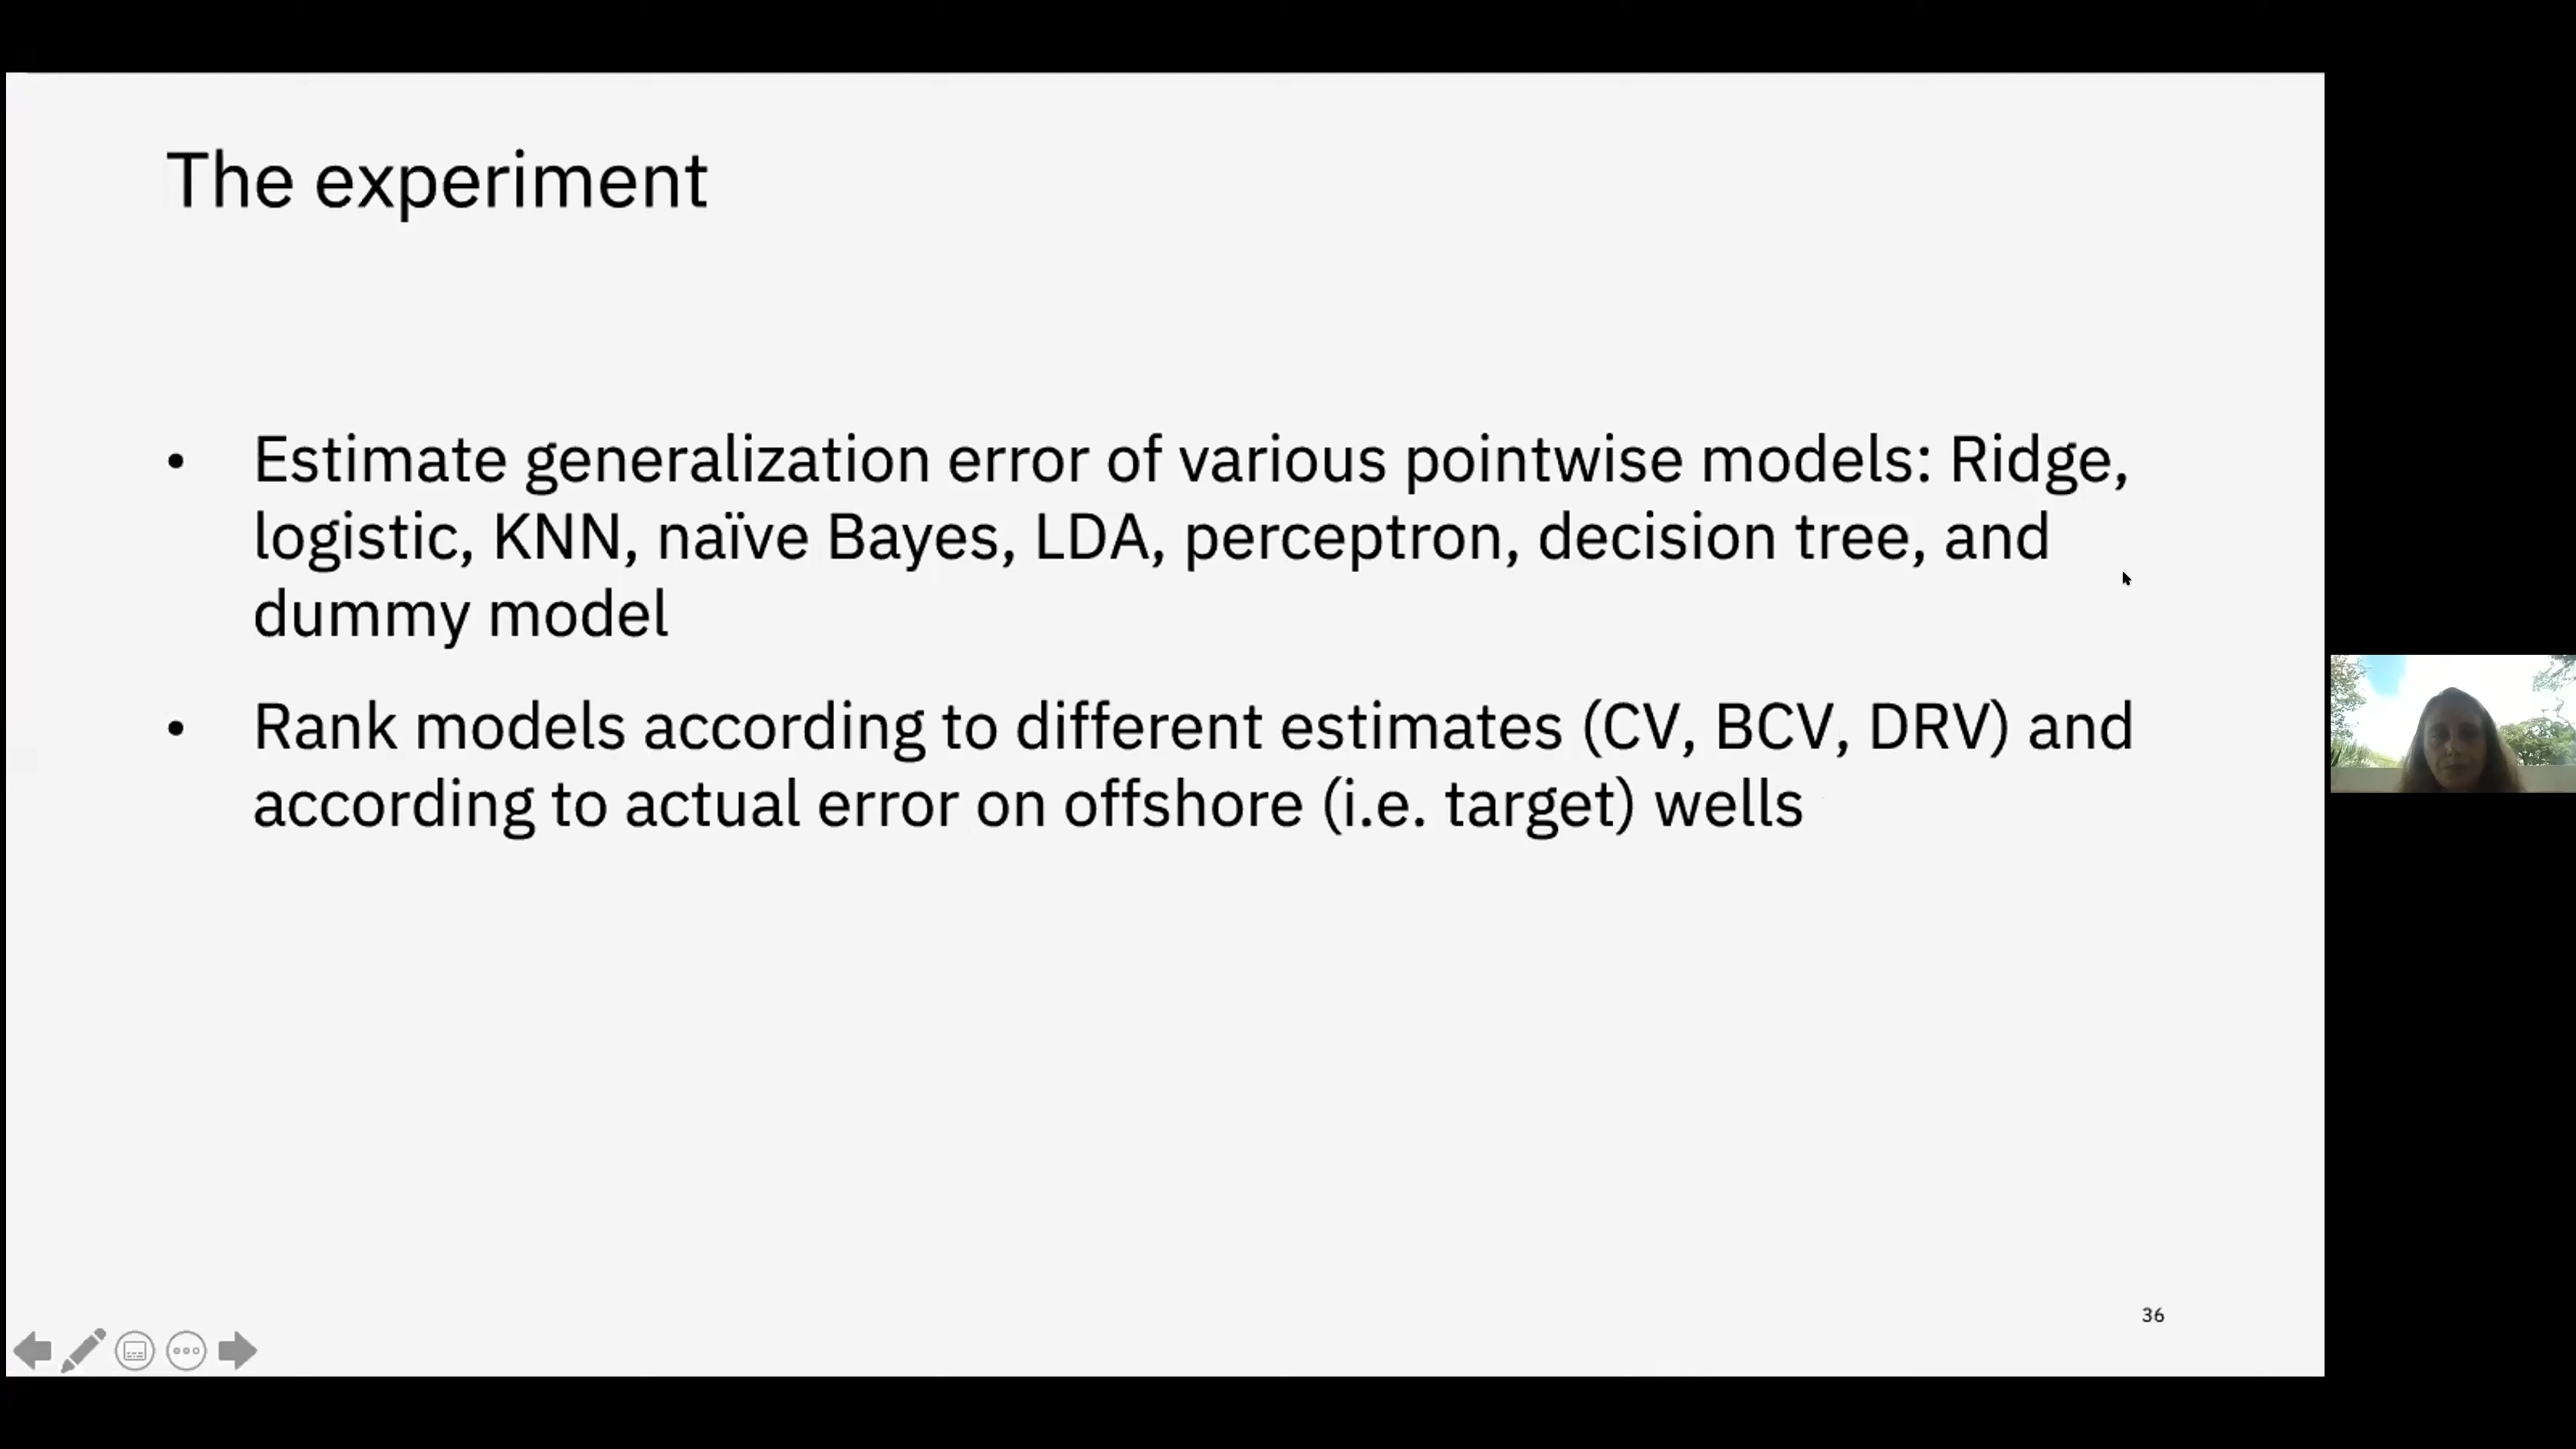 The experiment
• Estimate generalization error of various pointwise models: Ridge,
logistic, KNN, naïve Bayes, LDA, perceptron, decision tree, and
dummy model
• Rank models according to different estimates (CV, BCV, DRV) and
according to actual error on offshore (i.e. target) wells
36